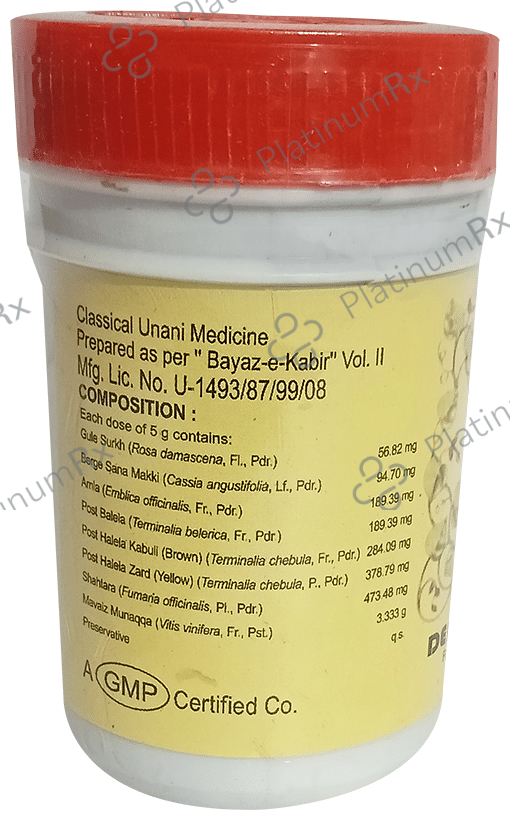 Classical Unani Medicine
Prepared as per " Bayaz-e-Kabir" Vol. II
Mfg. Lic. No. U-1493/87/99/08
COMPOSITION :
Each dose of 5 g contains:
Gule Surkh (Rosa damascena, Fl., Pdr.) 56.82 mg
Berge Sana Makki (Cassia angustifolia, Lf., Pdr.) 94.70 mg
Amla (Emblica officinalis, Fr., Pdr.) 189.39 mg
Post Balela (Terminalia belerica, Fr., Pdr.) 189.39 mg
Post Halela Kabuli (Brown) (Terminalia chebula, Fr., Pdr.) 284.09 mg
Post Halela Zard (Yellow) (Terminalia chebula, P., Pdr.) 378.79 mg
Shahtara (Fumaria officinalis, Pl., Pdr.) 473.48 mg
Mavaiz Munaqqa (Vitis vinifera, Fr., Pst.) 3.333 g
Preservative q.s.
A GMP Certified Co.
DE
PlatinumRx
PlatinumRx
PlatinumRx
PlatinumRx